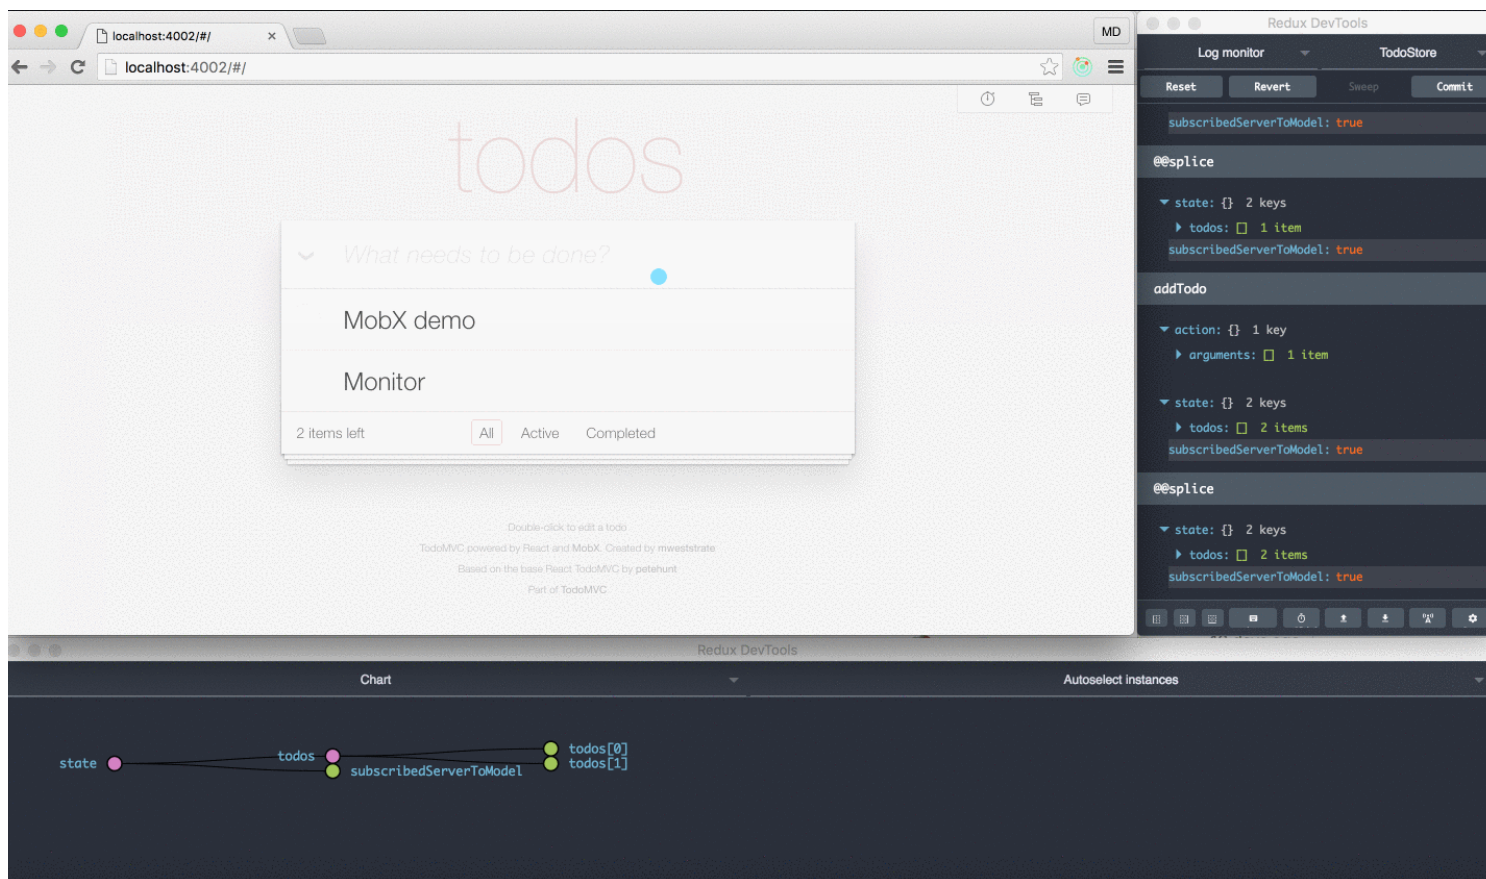 localhost:4002/#/
MD
localhost:4002/#/
todos
What needs to be done?
MobX demo
Monitor
2 items left
All
Active
Completed
Double-click to edit a todo
TodoMVC powered by React and MobX. Created by mweststrate
Based on the base React TodoMVC by petehunt
Part of TodoMVC
Redux DevTools
Log monitor
TodoStore
Reset
Revert
Sweep
Commit
subscribedServerToModel: true
@@splice
state: {} 2 keys
todos: [] 1 item
subscribedServerToModel: true
addTodo
action: {} 1 key
arguments: [] 1 item
state: {} 2 keys
todos: [] 2 items
subscribedServerToModel: true
@@splice
state: {} 2 keys
todos: [] 2 items
subscribedServerToModel: true
Redux DevTools
Chart
Autoselect instances
state
todos
subscribedServerToModel
todos[0]
todos[1]